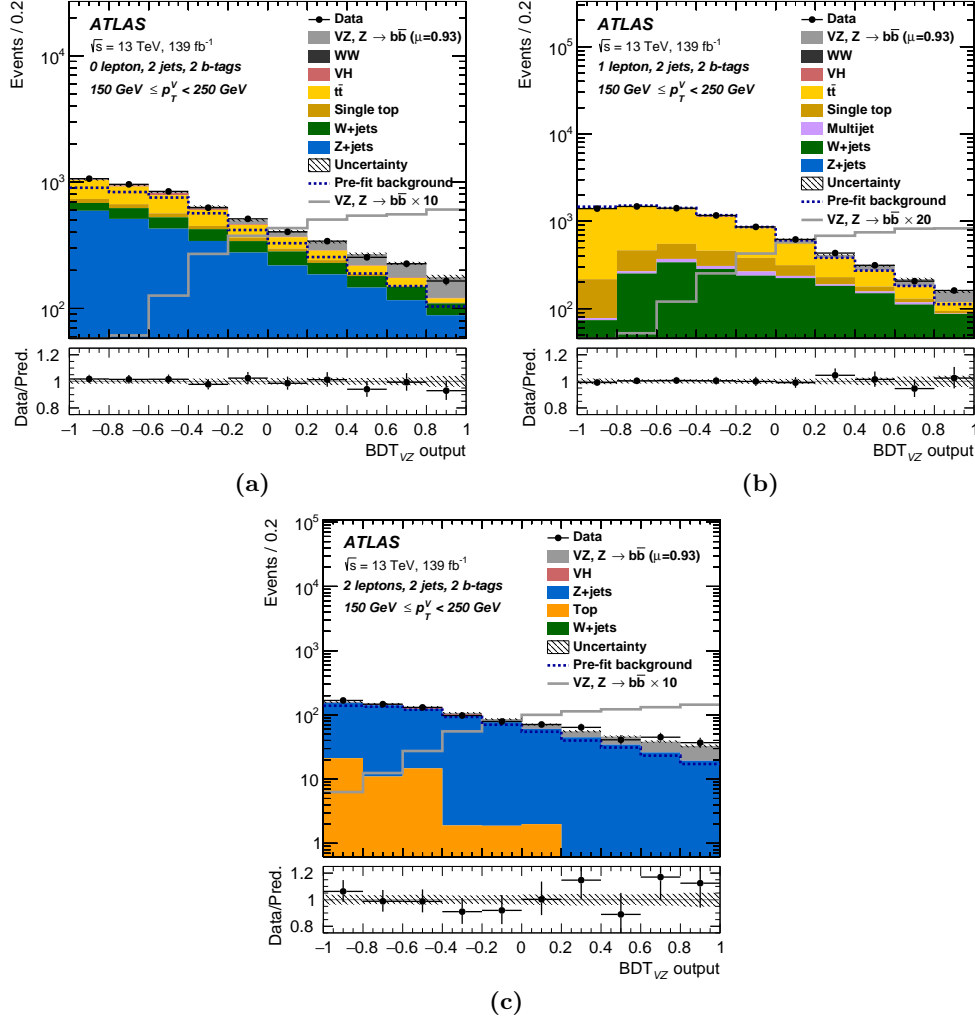 Events / 0.2
10⁴
10³
10²
ATLAS
√s = 13 TeV, 139 fb⁻¹
0 lepton, 2 jets, 2 b-tags
150 GeV ≤ p_T^V < 250 GeV
Data
VZ, Z → bb̄ (μ=0.93)
WW
VH
tt̄
Single top
W+jets
Z+jets
Uncertainty
Pre-fit background
VZ, Z → bb̄ × 10
Data/Pred.
1.2
1
0.8
−1 −0.8 −0.6 −0.4 −0.2 0 0.2 0.4 0.6 0.8 1
BDT_VZ output
(a)
Events / 0.2
10⁵
10⁴
10³
10²
ATLAS
√s = 13 TeV, 139 fb⁻¹
1 lepton, 2 jets, 2 b-tags
150 GeV ≤ p_T^V < 250 GeV
Data
VZ, Z → bb̄ (μ=0.93)
WW
VH
tt̄
Single top
Multijet
W+jets
Z+jets
Uncertainty
Pre-fit background
VZ, Z → bb̄ × 20
Data/Pred.
1.2
1
0.8
−1 −0.8 −0.6 −0.4 −0.2 0 0.2 0.4 0.6 0.8 1
BDT_VZ output
(b)
Events / 0.2
10⁵
10⁴
10³
10²
10
1
ATLAS
√s = 13 TeV, 139 fb⁻¹
2 leptons, 2 jets, 2 b-tags
150 GeV ≤ p_T^V < 250 GeV
Data
VZ, Z → bb̄ (μ=0.93)
VH
Z+jets
Top
W+jets
Uncertainty
Pre-fit background
VZ, Z → bb̄ × 10
Data/Pred.
1.2
1
0.8
−1 −0.8 −0.6 −0.4 −0.2 0 0.2 0.4 0.6 0.8 1
BDT_VZ output
(c)